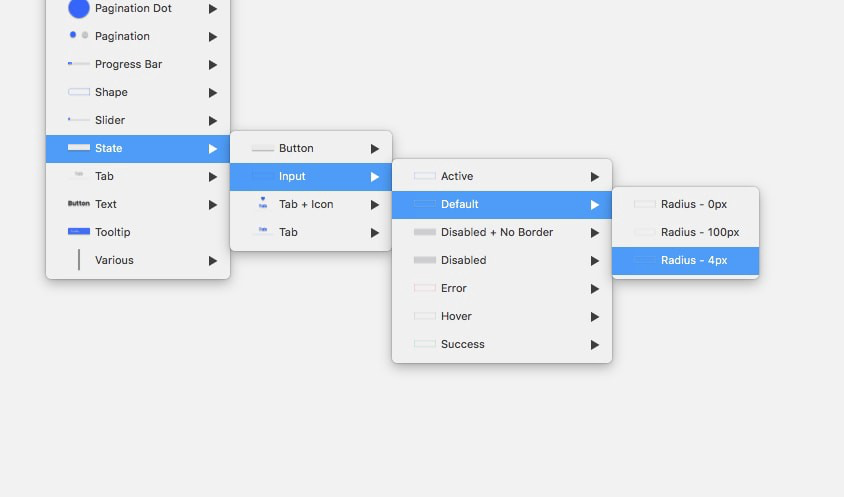 Pagination Dot
Pagination
Progress Bar
Shape
Slider
State
Tab
Button Text
Tooltip
Various
Button
Input
Tab Tab + Icon
Tab Tab
Active
Default
Disabled + No Border
Disabled
Error
Hover
Success
Radius - 0px
Radius - 100px
Radius - 4px